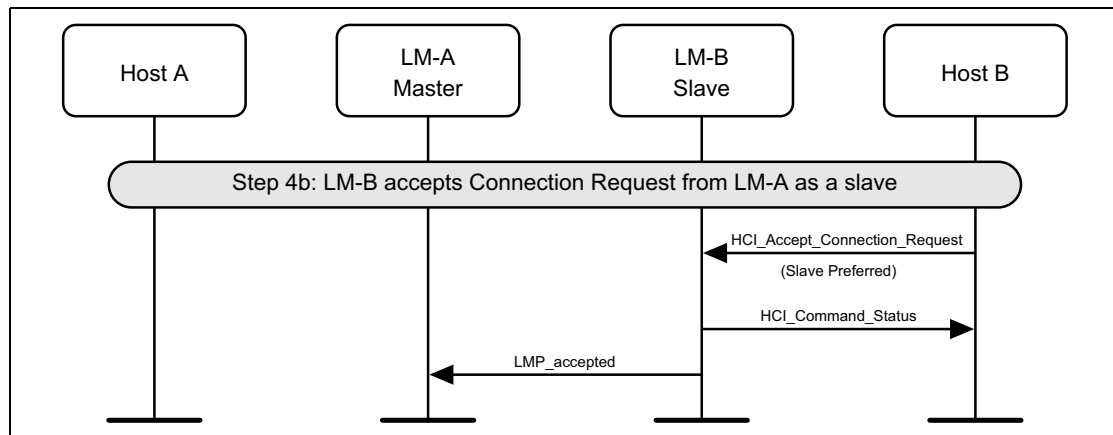 Host A
LM-A
Master
LM-B
Slave
Host B
Step 4b: LM-B accepts Connection Request from LM-A as a slave
HCI_Accept_Connection_Request
(Slave Preferred)
HCI_Command_Status
LMP_accepted